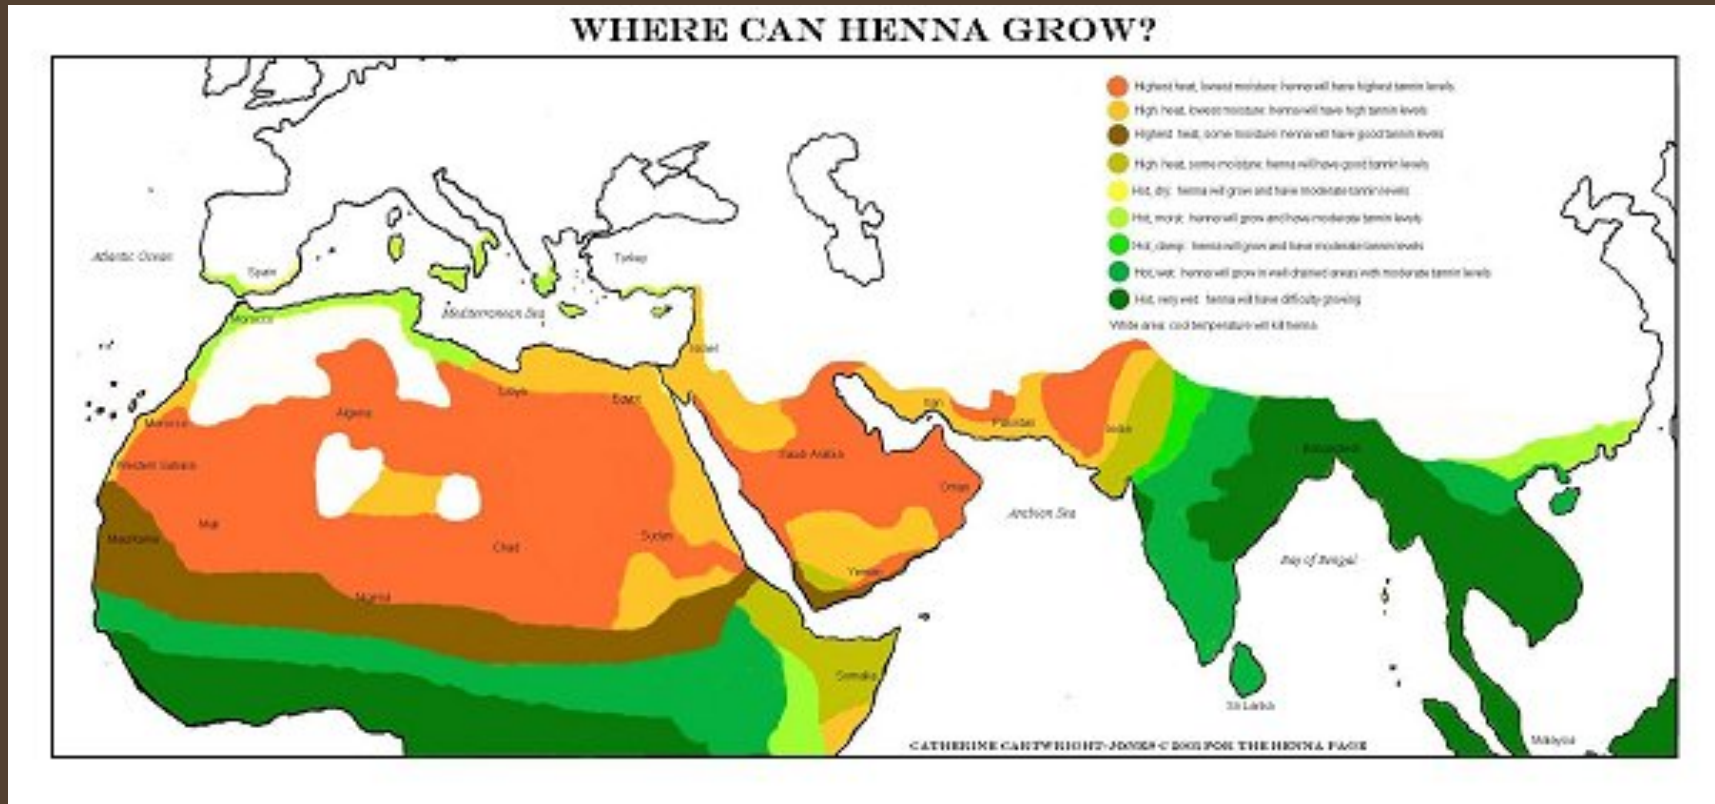 WHERE CAN HENNA GROW?
Highest heat, lowest moisture: henna will have highest tannin levels
High heat, lowest moisture: henna will have high tannin levels
Highest heat, some moisture: henna will have good tannin levels
High heat, some moisture: henna will have good tannin levels
Hot, dry: henna will grow and have moderate tannin levels
Hot, moist: henna will grow and have moderate tannin levels
Hot, damp: henna will grow and have moderate tannin levels
Hot, wet: henna will grow in well drained areas with moderate tannin levels
Hot, very wet: henna will have difficulty growing
White area: cool temperature will kill henna
Atlantic Ocean
Spain
Turkey
Mediterranean Sea
Morocco
Israel
Libya
Egypt
Algeria
Morocco
Iran
Pakistan
India
Bangladesh
Saudi Arabia
Western Sahara
Oman
Arabian Sea
Mali
Mauritania
Chad
Sudan
Yemen
Bay of Bengal
Somalia
Sri Lanka
Malaysia
CATHERINE CARTWRIGHT-JONES © FOR THE HENNA PAGE